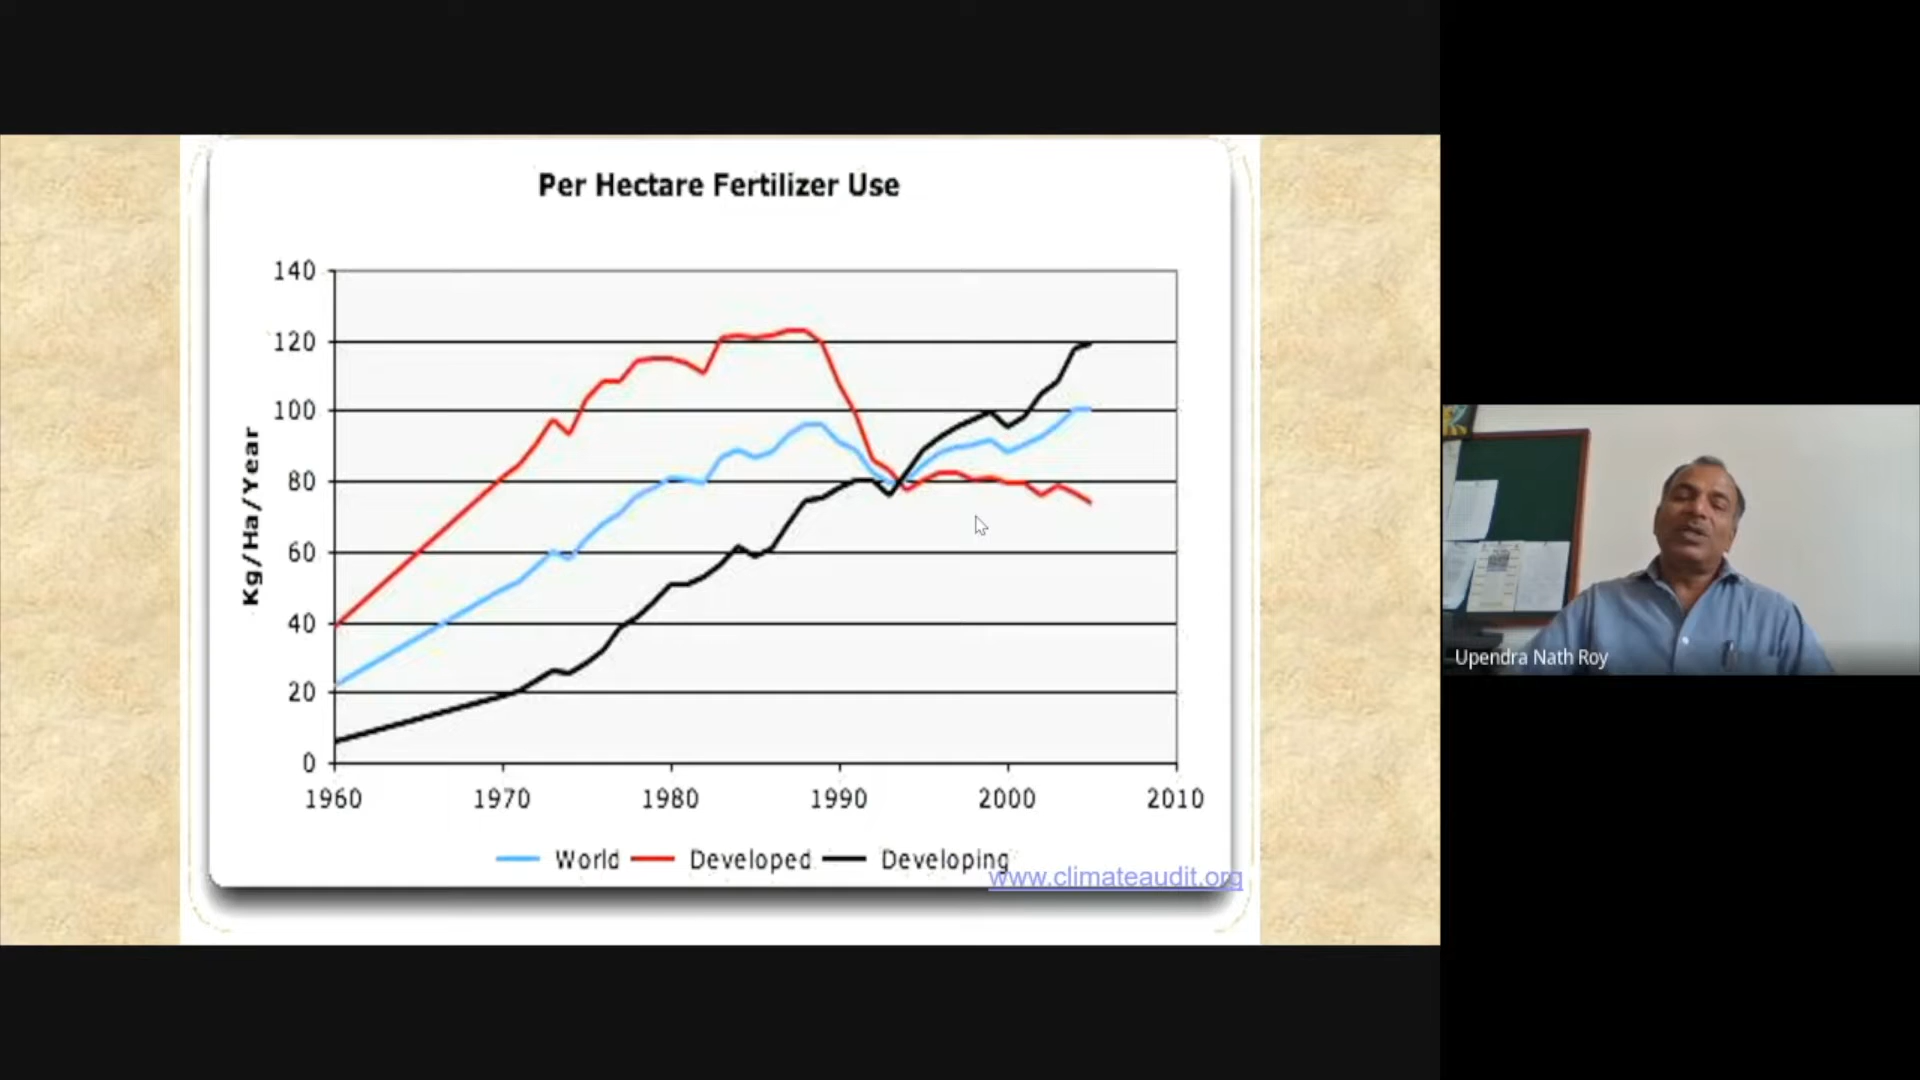 Per Hectare Fertilizer Use
Kg/Ha/Year
140
120
100
80
60
40
20
0
1960 1970 1980 1990 2000 2010
World Developed Developing
www.climateaudit.org
Upendra Nath Roy